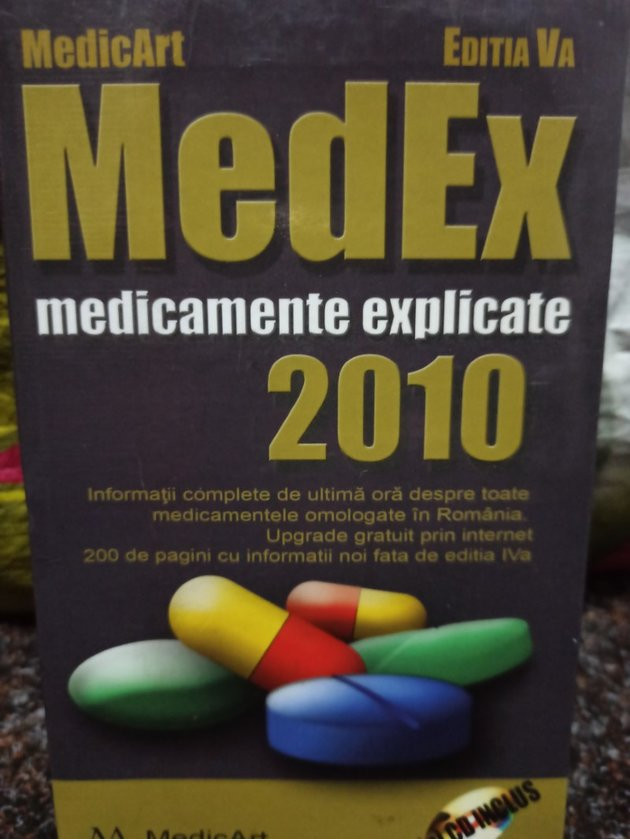 MedicArt
EDITIA VA
MedEx
medicamente explicate
2010
Informaţii complete de ultimă oră despre toate
medicamentele omologate în România.
Upgrade gratuit prin internet
200 de pagini cu informatii noi fata de editia IVa
CD INCLUS
MedicArt